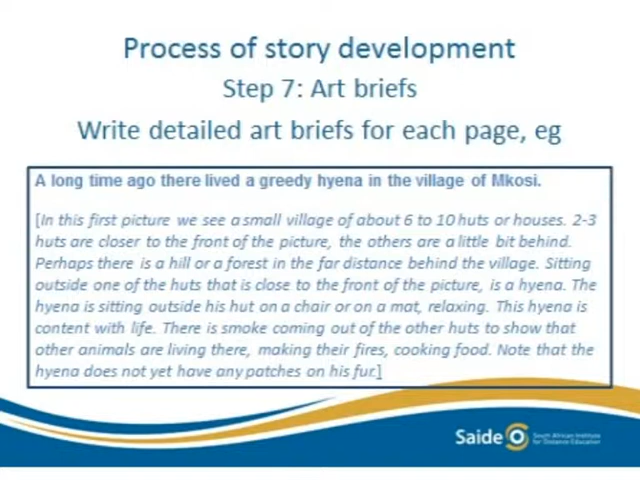 Process of story development
Step 7: Art briefs
Write detailed art briefs for each page, eg
A long time ago there lived a greedy hyena in the village of Mkosi.
[In this first picture we see a small village of about 6 to 10 huts or houses. 2-3
huts are closer to the front of the picture, the others are a little bit behind.
Perhaps there is a hill or a forest in the far distance behind the village. Sitting
outside one of the huts that is close to the front of the picture, is a hyena. The
hyena is sitting outside his hut on a chair or on a mat, relaxing. This hyena is
content with life. There is smoke coming out of the other huts to show that
other animals are living there, making their fires, cooking food. Note that the
hyena does not yet have any patches on his fur.]
Saide
South African Institute
for Distance Education